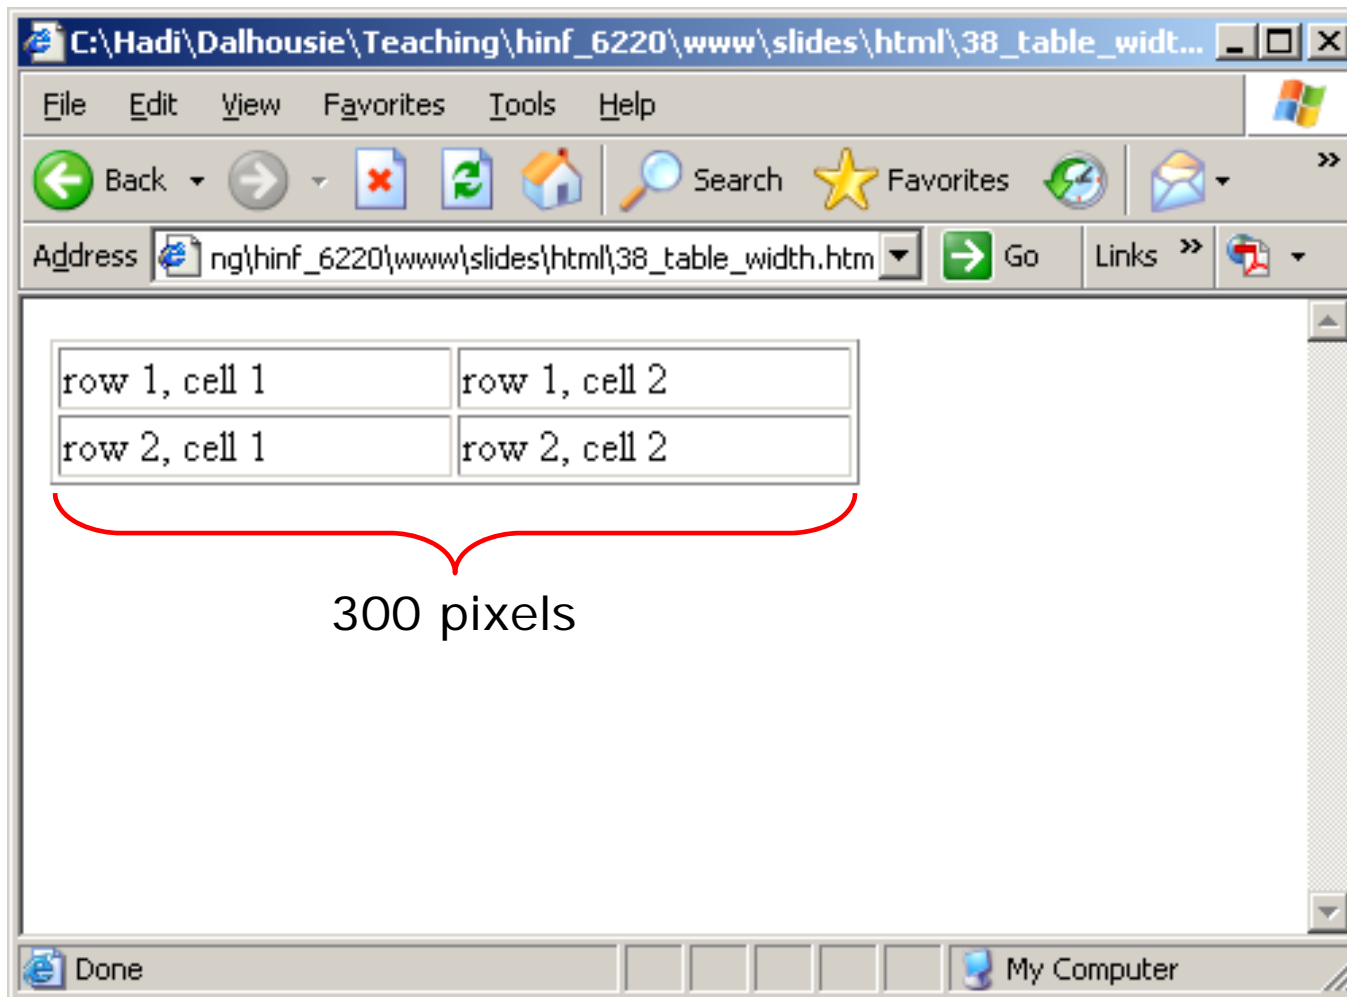 C:\Hadi\Dalhousie\Teaching\hinf_6220\www\slides\html\38_table_widt...
File Edit View Favorites Tools Help
Back Search Favorites
Address ng\hinf_6220\www\slides\html\38_table_width.htm Go Links
row 1, cell 1 row 1, cell 2
row 2, cell 1 row 2, cell 2
300 pixels
Done My Computer